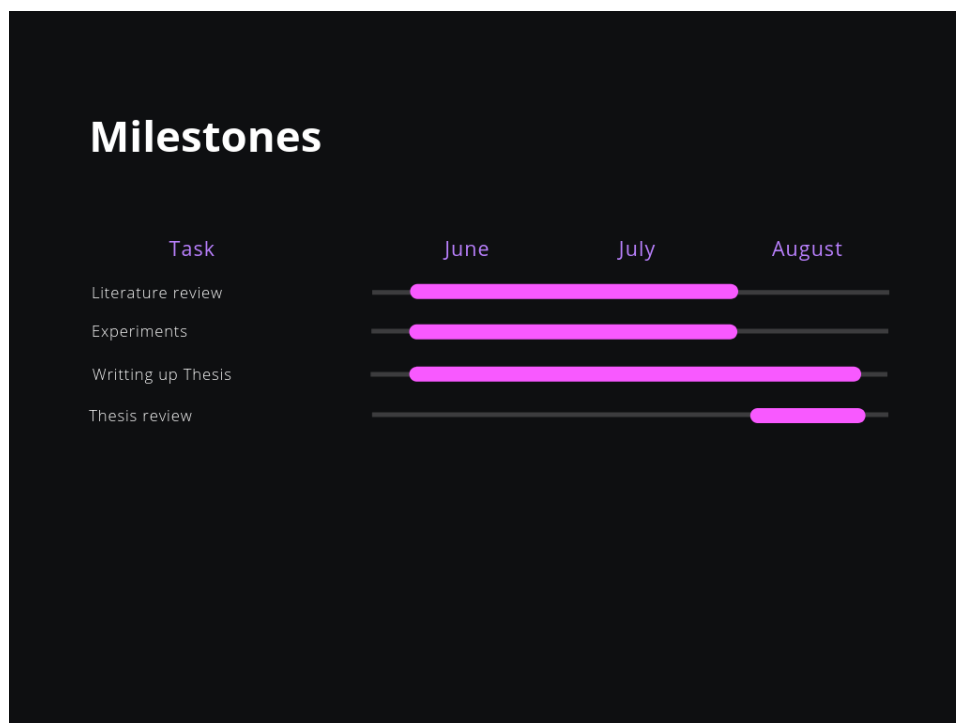 Milestones
Task June July August
Literature review
Experiments
Writting up Thesis
Thesis review